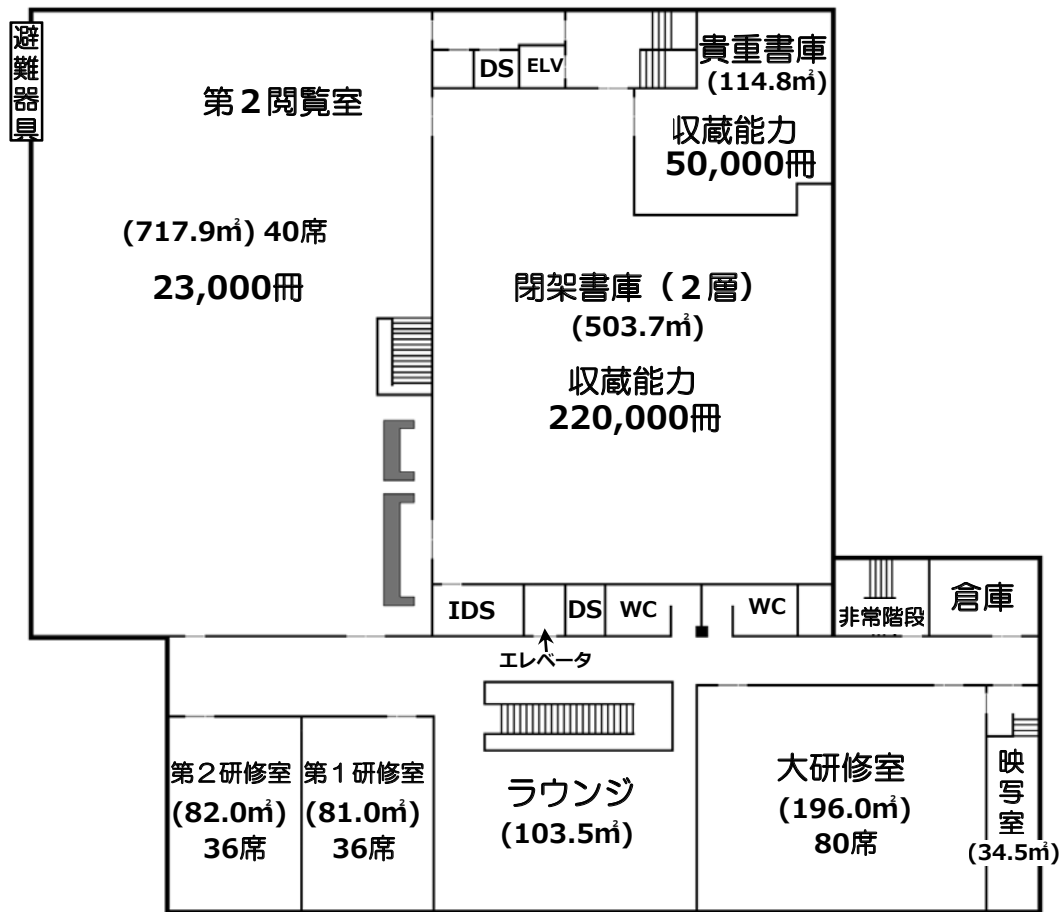 避難器具
DS
ELV
貴重書庫
(114.8㎡)
第２閲覧室
収蔵能力
50,000冊
(717.9㎡) 40席
23,000冊
閉架書庫（２層）
(503.7㎡)
収蔵能力
220,000冊
IDS
DS
WC
WC
非常階段
倉庫
エレベータ
第２研修室
(82.0㎡)
36席
第１研修室
(81.0㎡)
36席
ラウンジ
(103.5㎡)
大研修室
(196.0㎡)
80席
映写室
(34.5㎡)